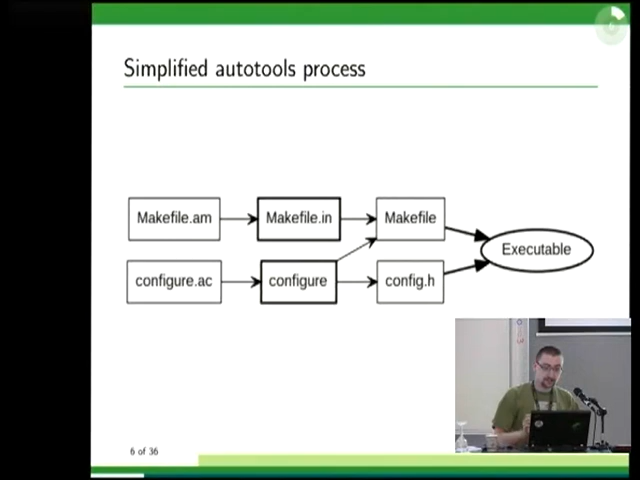 Simplified autotools process
Makefile.am
Makefile.in
Makefile
Executable
configure.ac
configure
config.h
6 of 36